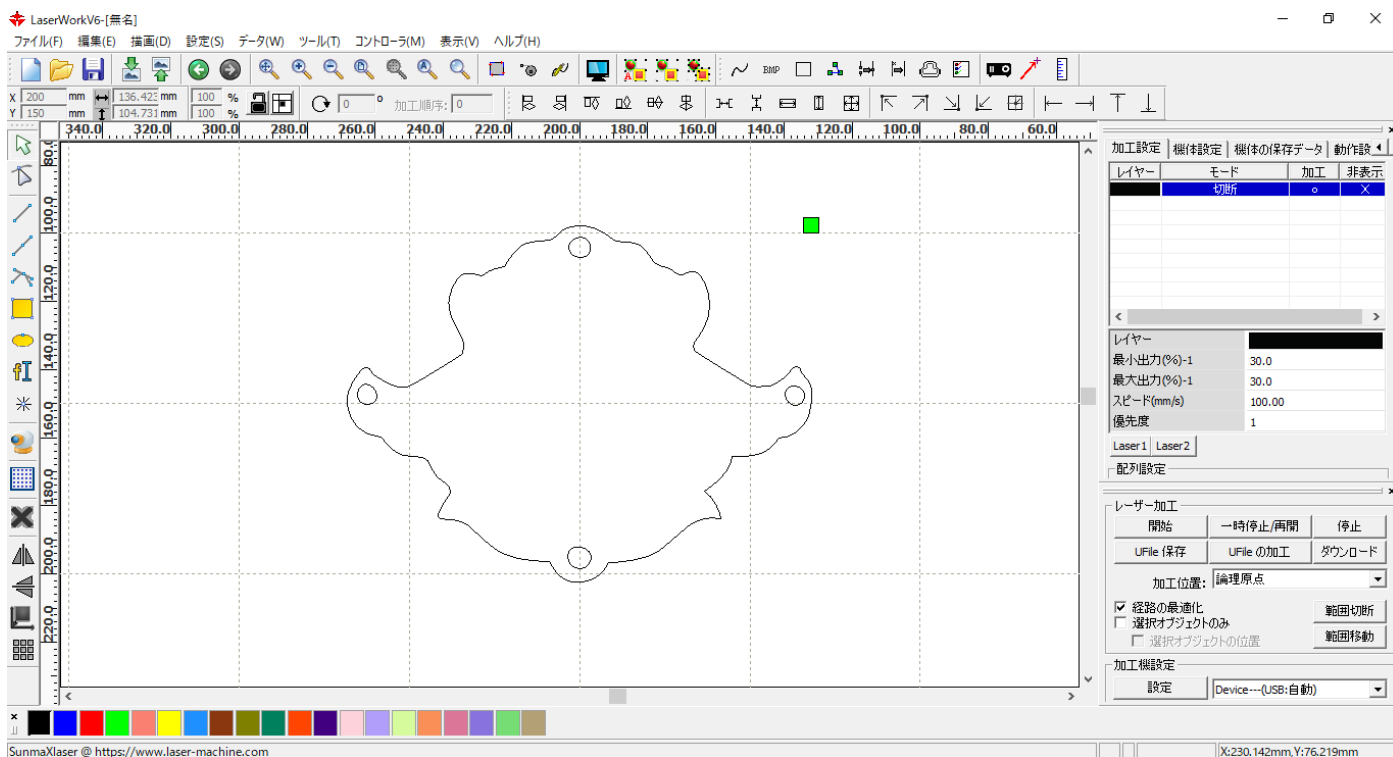 LaserWorkV6-[無名]
ファイル(F) 編集(E) 描画(D) 設定(S) データ(W) ツール(T) コントローラ(M) 表示(V) ヘルプ(H)
BMP
X 200 mm 136.423 mm 100 % 0 ° 加工順序: 0
Y 150 mm 104.731 mm 100 %
340.0 320.0 300.0 280.0 260.0 240.0 220.0 200.0 180.0 160.0 140.0 120.0 100.0 80.0 60.0
80.0
100.0
120.0
140.0
160.0
180.0
200.0
220.0
加工設定 機体設定 機体の保存データ 動作設
レイヤー モード 加工 非表示
切断 o X
レイヤー
最小出力(%)-1 30.0
最大出力(%)-1 30.0
スピード(mm/s) 100.00
優先度 1
Laser1 Laser2
配列設定
レーザー加工
開始 一時停止/再開 停止
UFile 保存 UFile の加工 ダウンロード
加工位置: 論理原点
経路の最適化 範囲切断
選択オブジェクトのみ
選択オブジェクトの位置 範囲移動
加工機設定
設定 Device---(USB:自動)
SunmaXlaser @ https://www.laser-machine.com X:230.142mm,Y:76.219mm